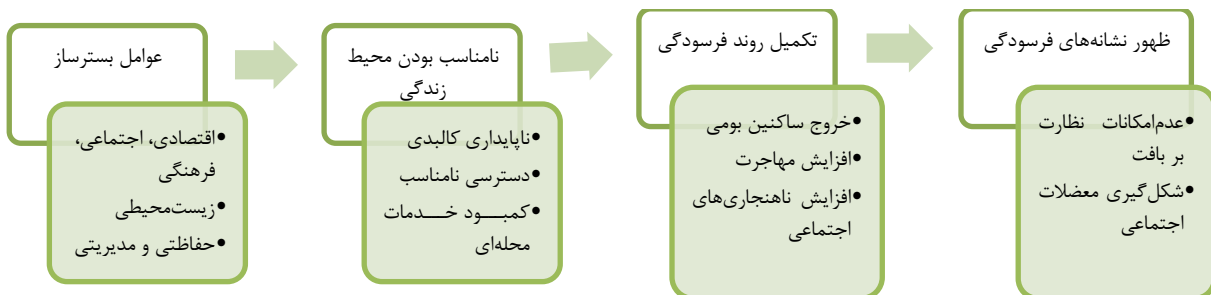 عوامل بسترساز
•اقتصادی، اجتماعی،
فرهنگی
•زیست‌محیطی
•حفاظتی و مدیریتی
نامناسب بودن محیط
زندگی
•ناپایداری کالبدی
•دسترسی نامناسب
•کمبود خدمات
محله‌ای
تکمیل روند فرسودگی
•خروج ساکنین بومی
•افزایش مهاجرت
•افزایش ناهنجاری‌های
اجتماعی
ظهور نشانه‌های فرسودگی
•عدم‌امکانات نظارت
بر بافت
•شکل‌گیری معضلات
اجتماعی